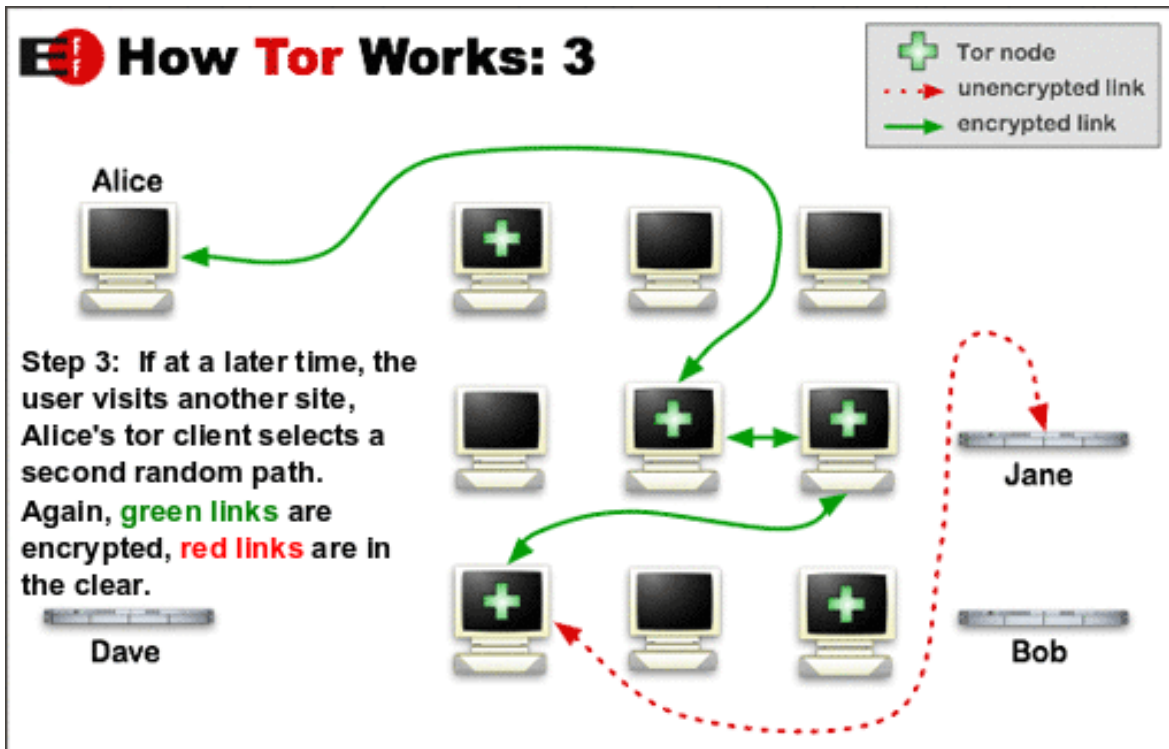 EFF How Tor Works: 3
Tor node
unencrypted link
encrypted link
Alice
Step 3: If at a later time, the
user visits another site,
Alice's tor client selects a
second random path.
Again, green links are
encrypted, red links are in
the clear.
Jane
Dave
Bob